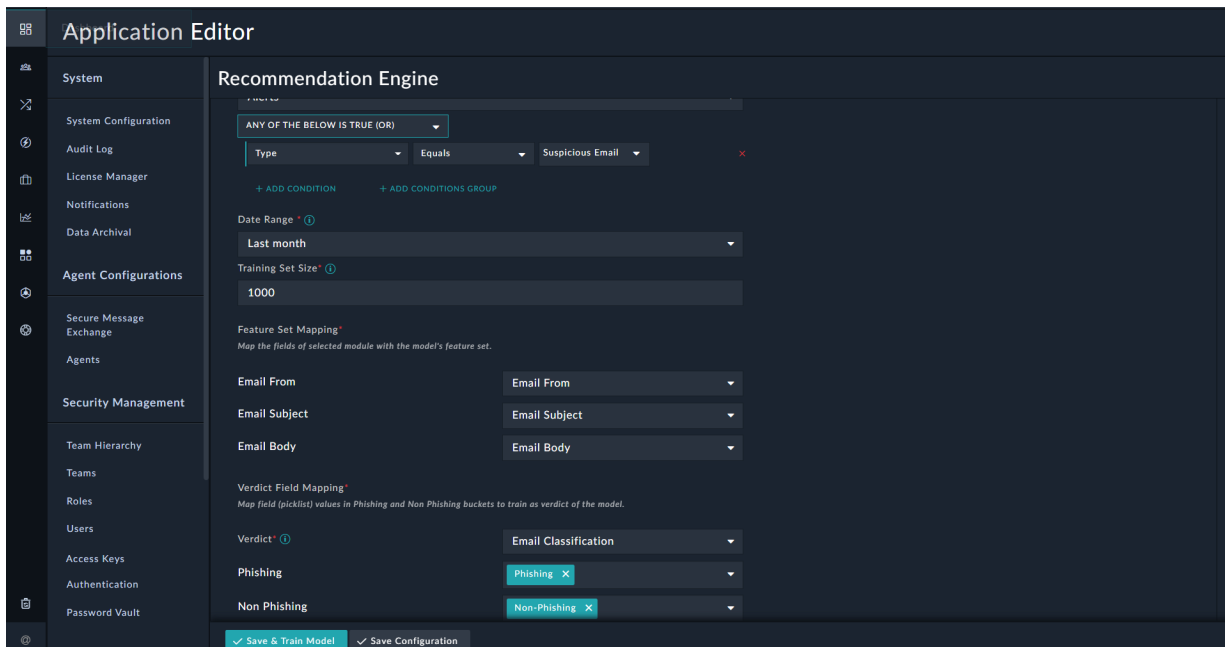 Application Editor
System
Recommendation Engine
Alerts
System Configuration
ANY OF THE BELOW IS TRUE (OR)
Audit Log
Type
Equals
Suspicious Email
License Manager
+ ADD CONDITION
+ ADD CONDITIONS GROUP
Notifications
Date Range *
Data Archival
Last month
Training Set Size*
Agent Configurations
1000
Secure Message
Exchange
Feature Set Mapping*
Map the fields of selected module with the model's feature set.
Agents
Email From
Email From
Security Management
Email Subject
Email Subject
Team Hierarchy
Email Body
Email Body
Teams
Verdict Field Mapping*
Roles
Map field (picklist) values in Phishing and Non Phishing buckets to train as verdict of the model.
Users
Verdict*
Email Classification
Access Keys
Phishing
Phishing X
Authentication
Non Phishing
Non-Phishing X
Password Vault
Save & Train Model
Save Configuration